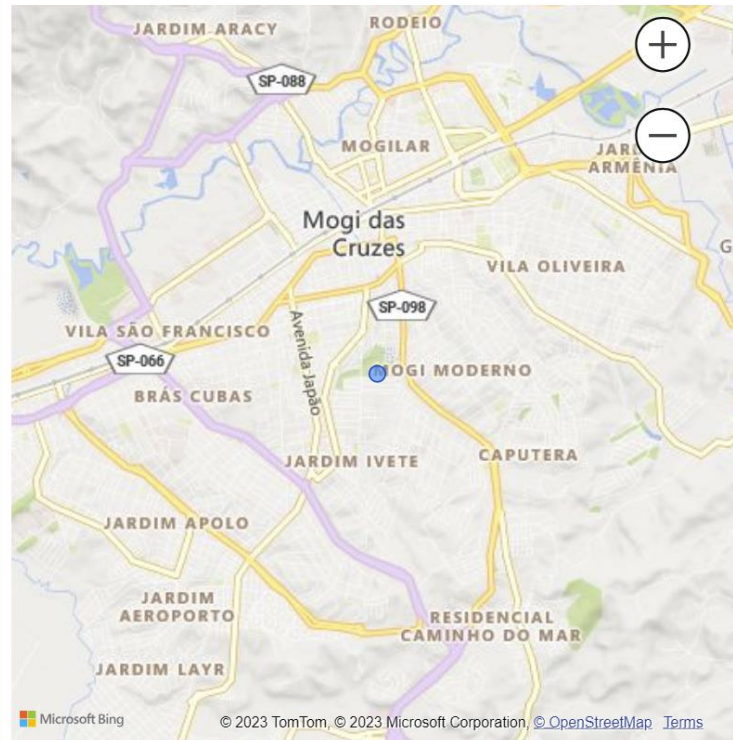 JARDIM ARACY
RODEIO
SP-088
MOGILAR
ARMÊNIA
Mogi das
Cruzes
VILA OLIVEIRA
SP-098
VILA SÃO FRANCISCO
Avenida Japão
SP-066
MOGI MODERNO
BRÁS CUBAS
JARDIM IVETE
CAPUTERA
JARDIM APOLO
JARDIM
AEROPORTO
RESIDENCIAL
CAMINHO DO MAR
JARDIM LAYR
Microsoft Bing
© 2023 TomTom, © 2023 Microsoft Corporation, © OpenStreetMap Terms